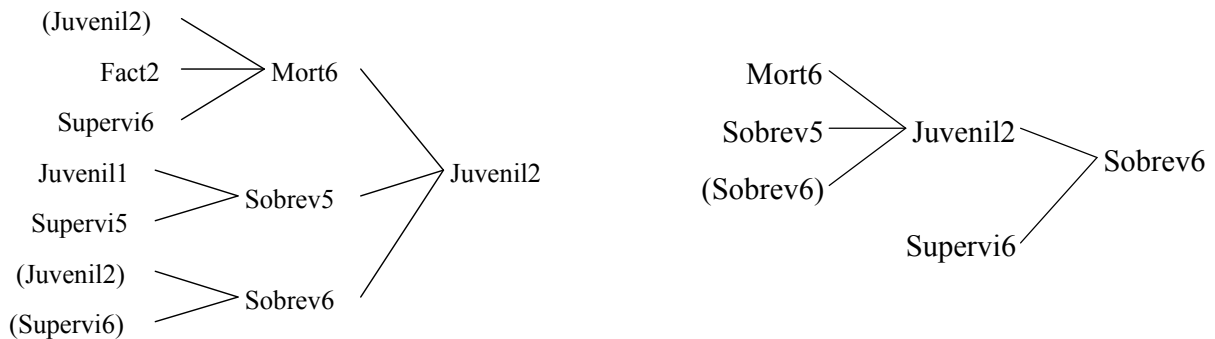 (Juvenil2)
Fact2
Supervi6
Mort6
Juvenil1
Supervi5
Sobrev5
(Juvenil2)
(Supervi6)
Sobrev6
Juvenil2
Mort6
Sobrev5
(Sobrev6)
Juvenil2
Supervi6
Sobrev6